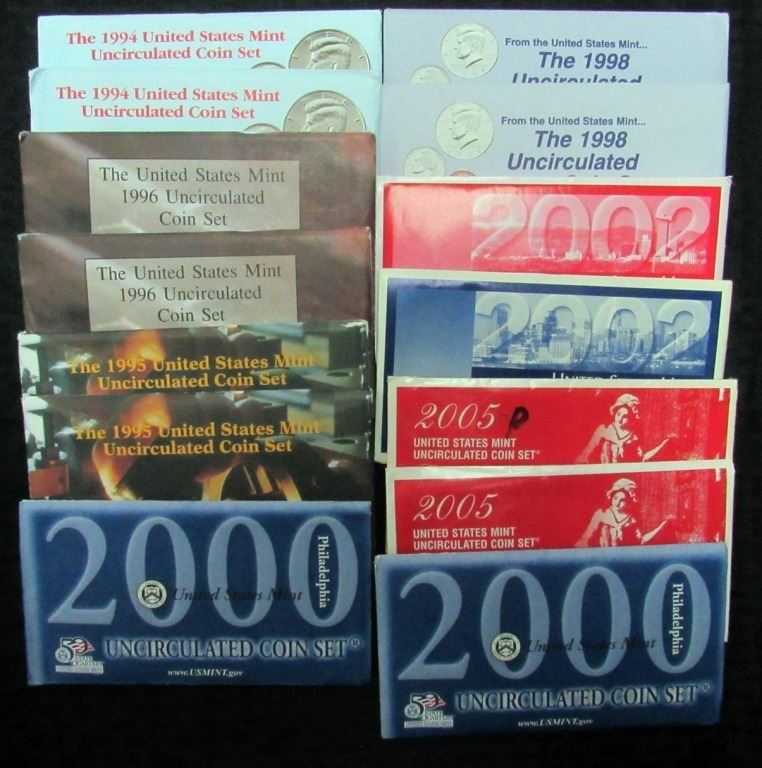 The 1994 United States Mint
Uncirculated Coin Set
The 1994 United States Mint
Uncirculated Coin Set
The United States Mint
1996 Uncirculated
Coin Set
The United States Mint
1996 Uncirculated
Coin Set
The 1995 United States Mint
Uncirculated Coin Set
The 1995 United States Mint
Uncirculated Coin Set
2000
Philadelphia
United States Mint
UNCIRCULATED COIN SET®
www.USMINT.gov
From the United States Mint...
The 1998
Uncirculated
From the United States Mint...
The 1998
Uncirculated
2002
2002
2005 D
UNITED STATES MINT
UNCIRCULATED COIN SET®
2005
UNITED STATES MINT
UNCIRCULATED COIN SET®
2000
Philadelphia
United States Mint
UNCIRCULATED COIN SET®
www.USMINT.gov